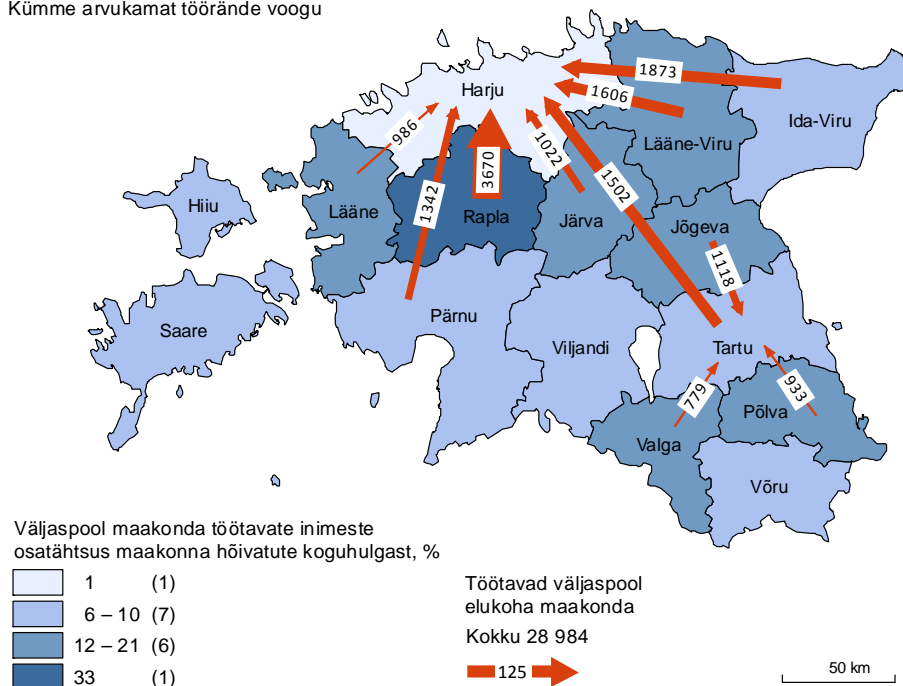 Kümme arvukamat töörände voogu
1873
Harju
1606
Ida-Viru
986
1022
Lääne-Viru
3670
1502
1342
Hiiu
Lääne
Rapla
Järva
Jõgeva
1118
Saare
Pärnu
Viljandi
Tartu
779
933
Põlva
Valga
Võru
Väljaspool maakonda töötavate inimeste
osatähtsus maakonna hõivatute koguhulgast, %
1 (1)
6 – 10 (7)
12 – 21 (6)
33 (1)
Töötavad väljaspool
elukoha maakonda
Kokku 28 984
125
50 km